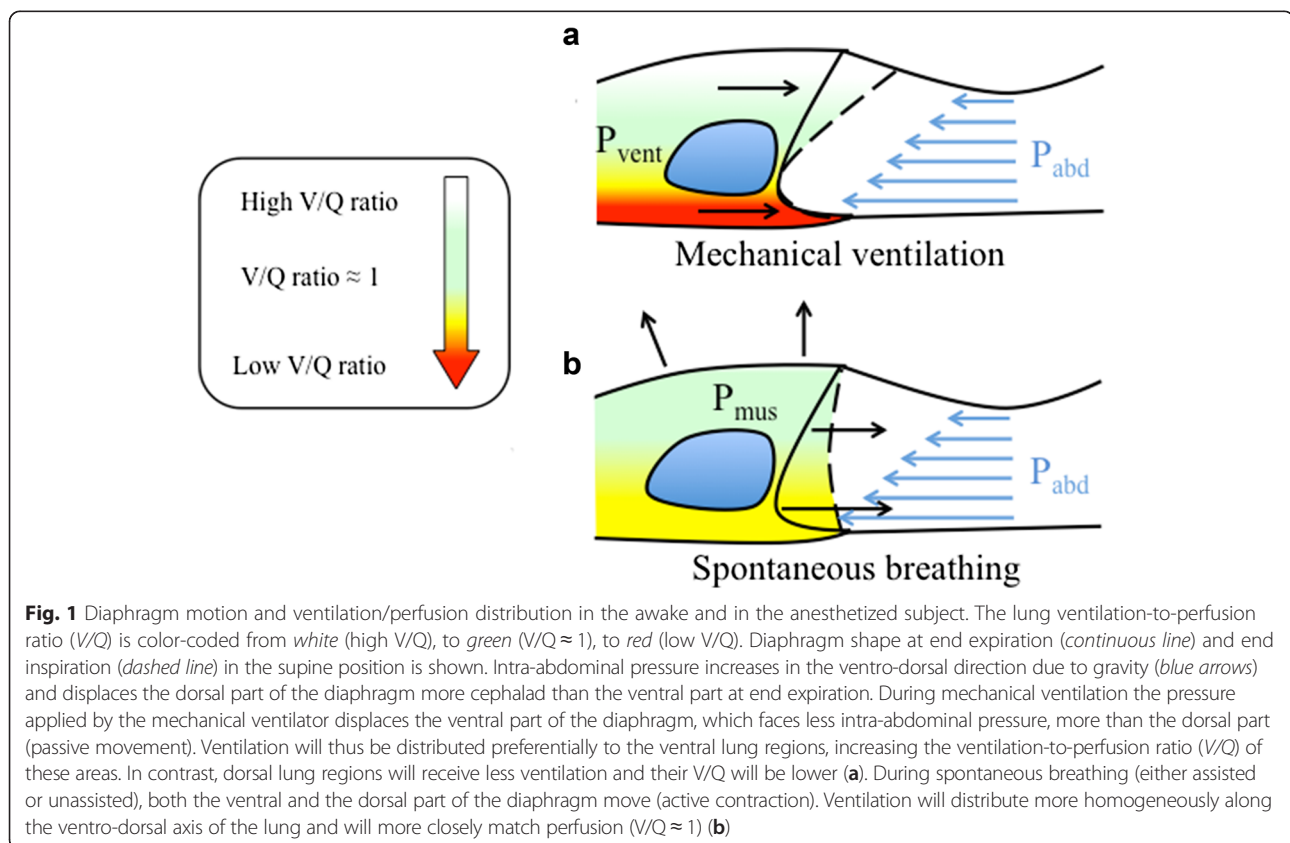 High V/Q ratio
V/Q ratio ≈ 1
Low V/Q ratio
a
P_vent
P_abd
Mechanical ventilation
b
P_mus
P_abd
Spontaneous breathing
Fig. 1 Diaphragm motion and ventilation/perfusion distribution in the awake and in the anesthetized subject. The lung ventilation-to-perfusion
ratio (V/Q) is color-coded from white (high V/Q), to green (V/Q ≈ 1), to red (low V/Q). Diaphragm shape at end expiration (continuous line) and end
inspiration (dashed line) in the supine position is shown. Intra-abdominal pressure increases in the ventro-dorsal direction due to gravity (blue arrows)
and displaces the dorsal part of the diaphragm more cephalad than the ventral part at end expiration. During mechanical ventilation the pressure
applied by the mechanical ventilator displaces the ventral part of the diaphragm, which faces less intra-abdominal pressure, more than the dorsal part
(passive movement). Ventilation will thus be distributed preferentially to the ventral lung regions, increasing the ventilation-to-perfusion ratio (V/Q) of
these areas. In contrast, dorsal lung regions will receive less ventilation and their V/Q will be lower (a). During spontaneous breathing (either assisted
or unassisted), both the ventral and the dorsal part of the diaphragm move (active contraction). Ventilation will distribute more homogeneously along
the ventro-dorsal axis of the lung and will more closely match perfusion (V/Q ≈ 1) (b)